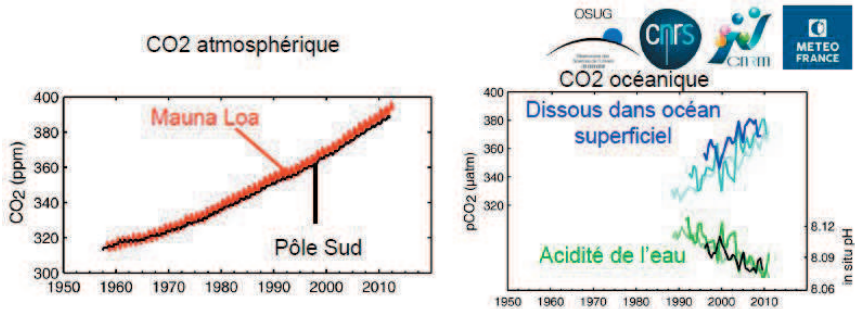 CO2 atmosphérique
OSUG
cnrs
cnrm
METEO
FRANCE
CO2 océanique
400
380
360
340
320
300
CO2 (ppm)
Mauna Loa
Pôle Sud
1950
1960
1970
1980
1990
2000
2010
400
380
360
340
320
pCO2 (µatm)
Dissous dans océan
superficiel
Acidité de l'eau
8.12
8.09
8.06
in situ pH
1950
1960
1970
1980
1990
2000
2010